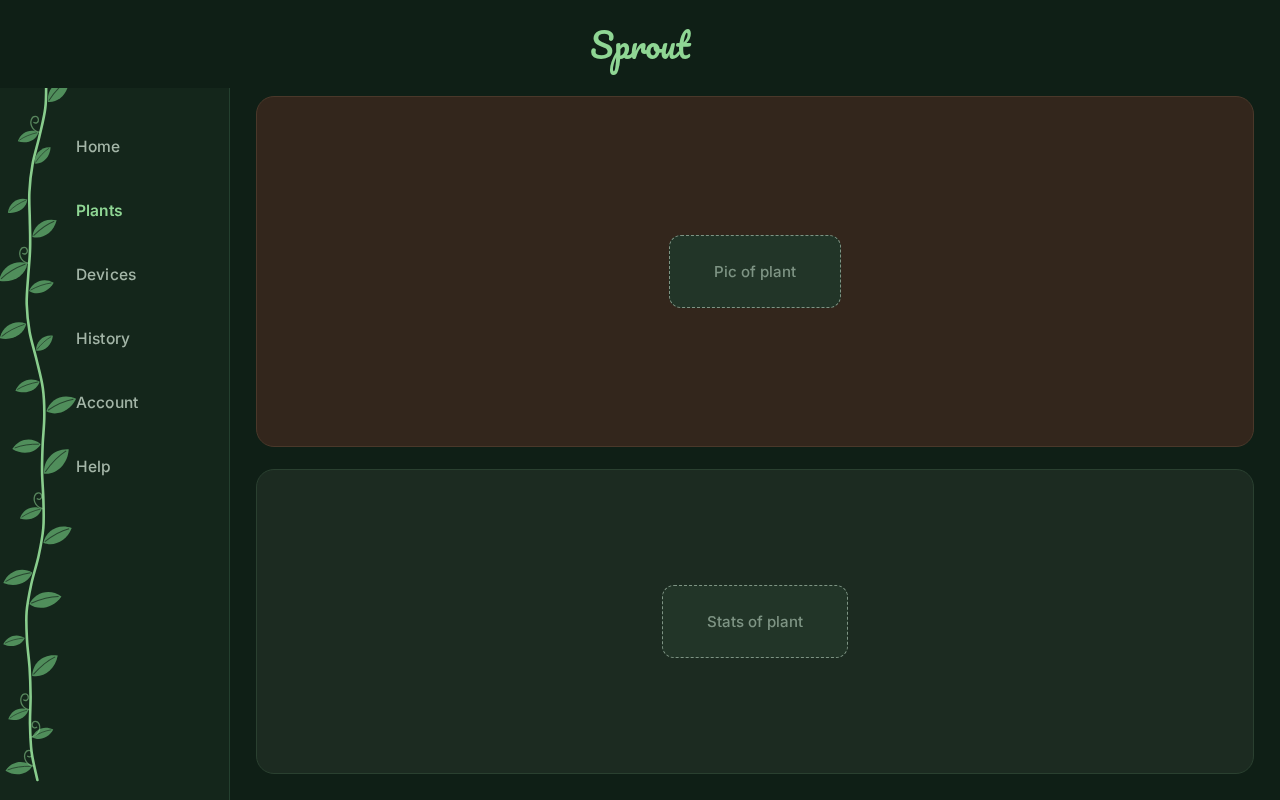 Sprout
Home
Plants
Devices
History
Account
Help
Pic of plant
Stats of plant